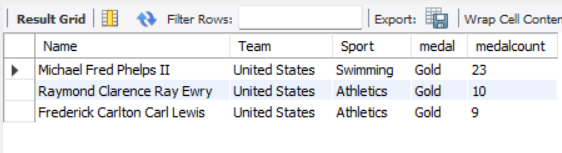 Result Grid Filter Rows: Export: Wrap Cell Conten
Name Team Sport medal medalcount
Michael Fred Phelps II United States Swimming Gold 23
Raymond Clarence Ray Ewry United States Athletics Gold 10
Frederick Carlton Carl Lewis United States Athletics Gold 9